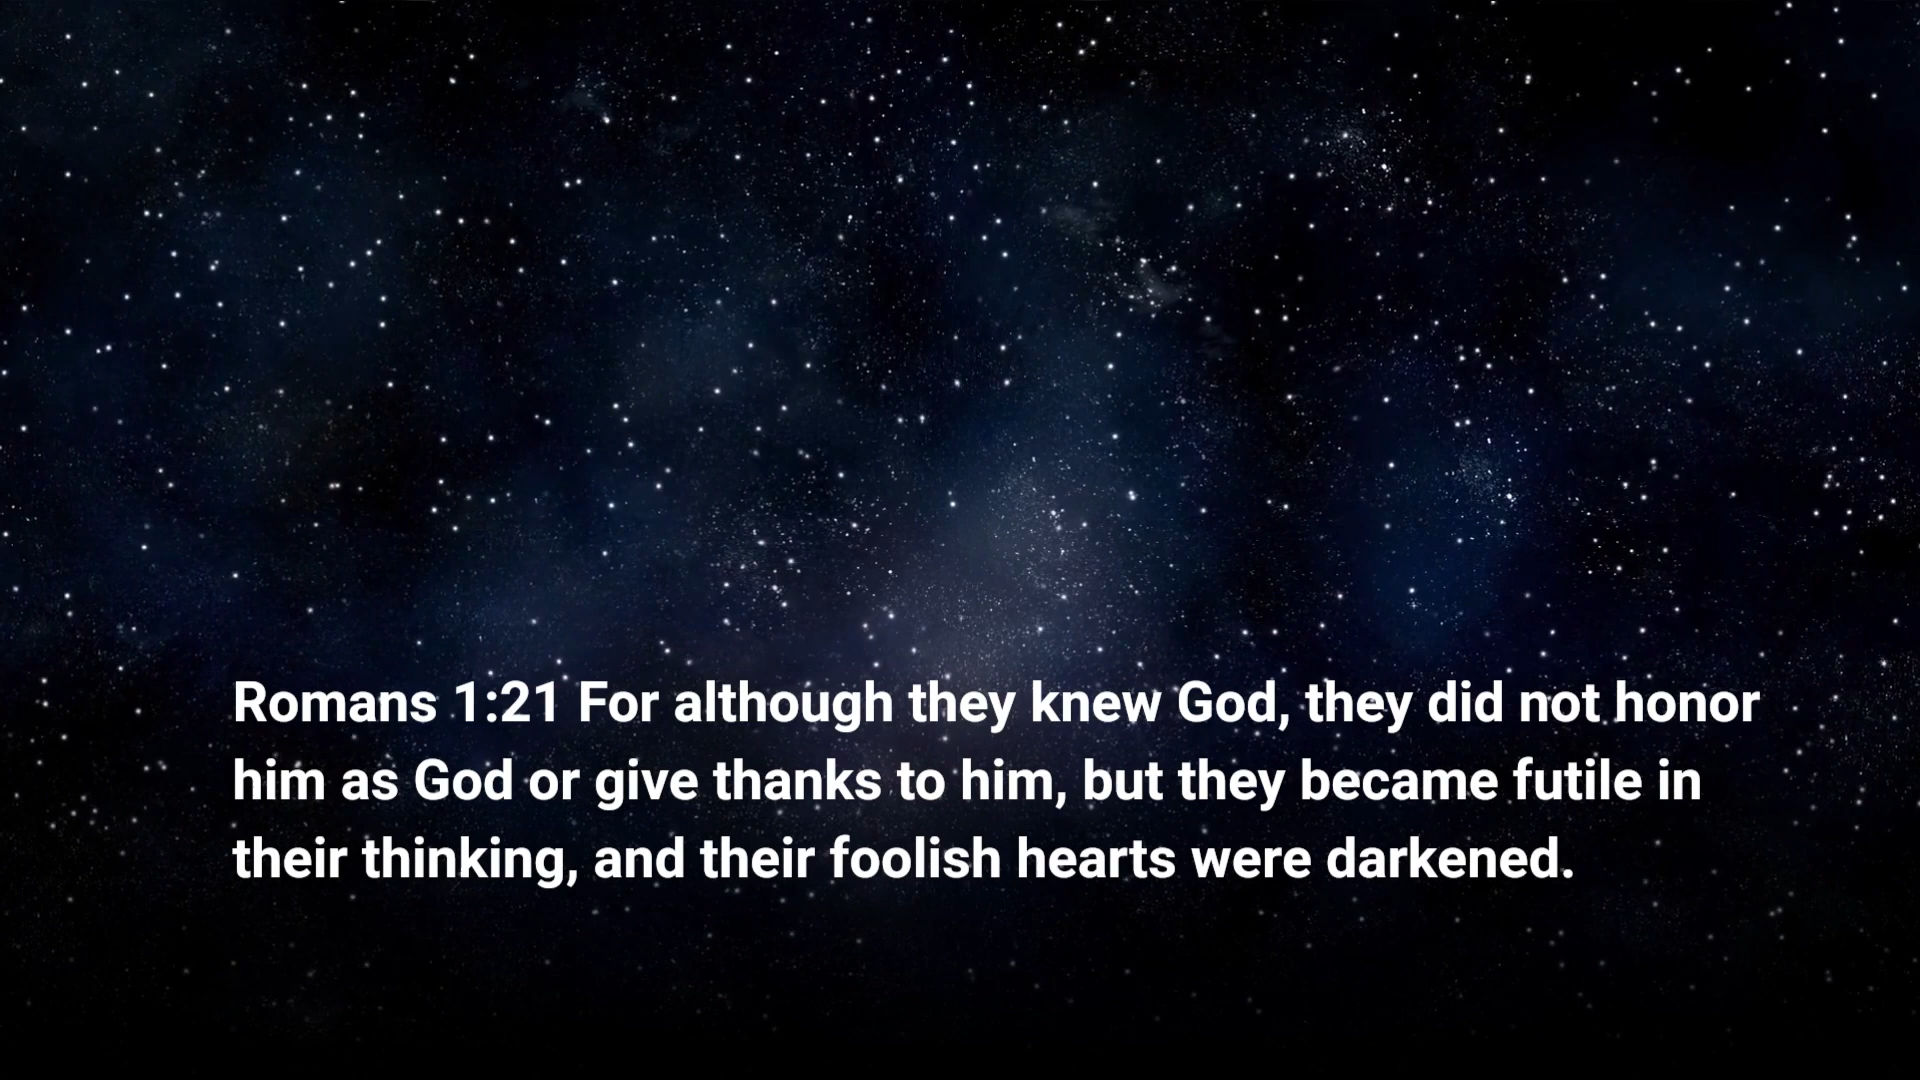 Romans 1:21 For although they knew God, they did not honor
him as God or give thanks to him, but they became futile in
their thinking, and their foolish hearts were darkened.